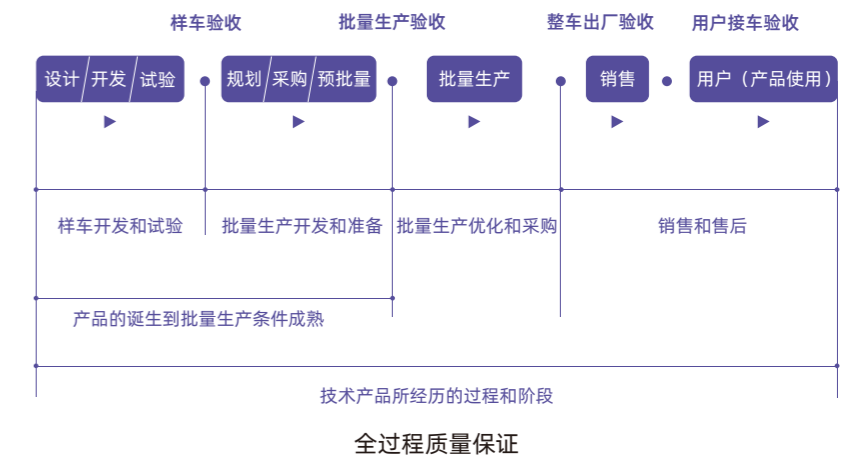 样车验收 批量生产验收 整车出厂验收 用户接车验收
设计/开发/试验 规划/采购/预批量 批量生产 销售 用户（产品使用）
样车开发和试验 批量生产开发和准备 批量生产优化和采购 销售和售后
产品的诞生到批量生产条件成熟
技术产品所经历的过程和阶段
全过程质量保证